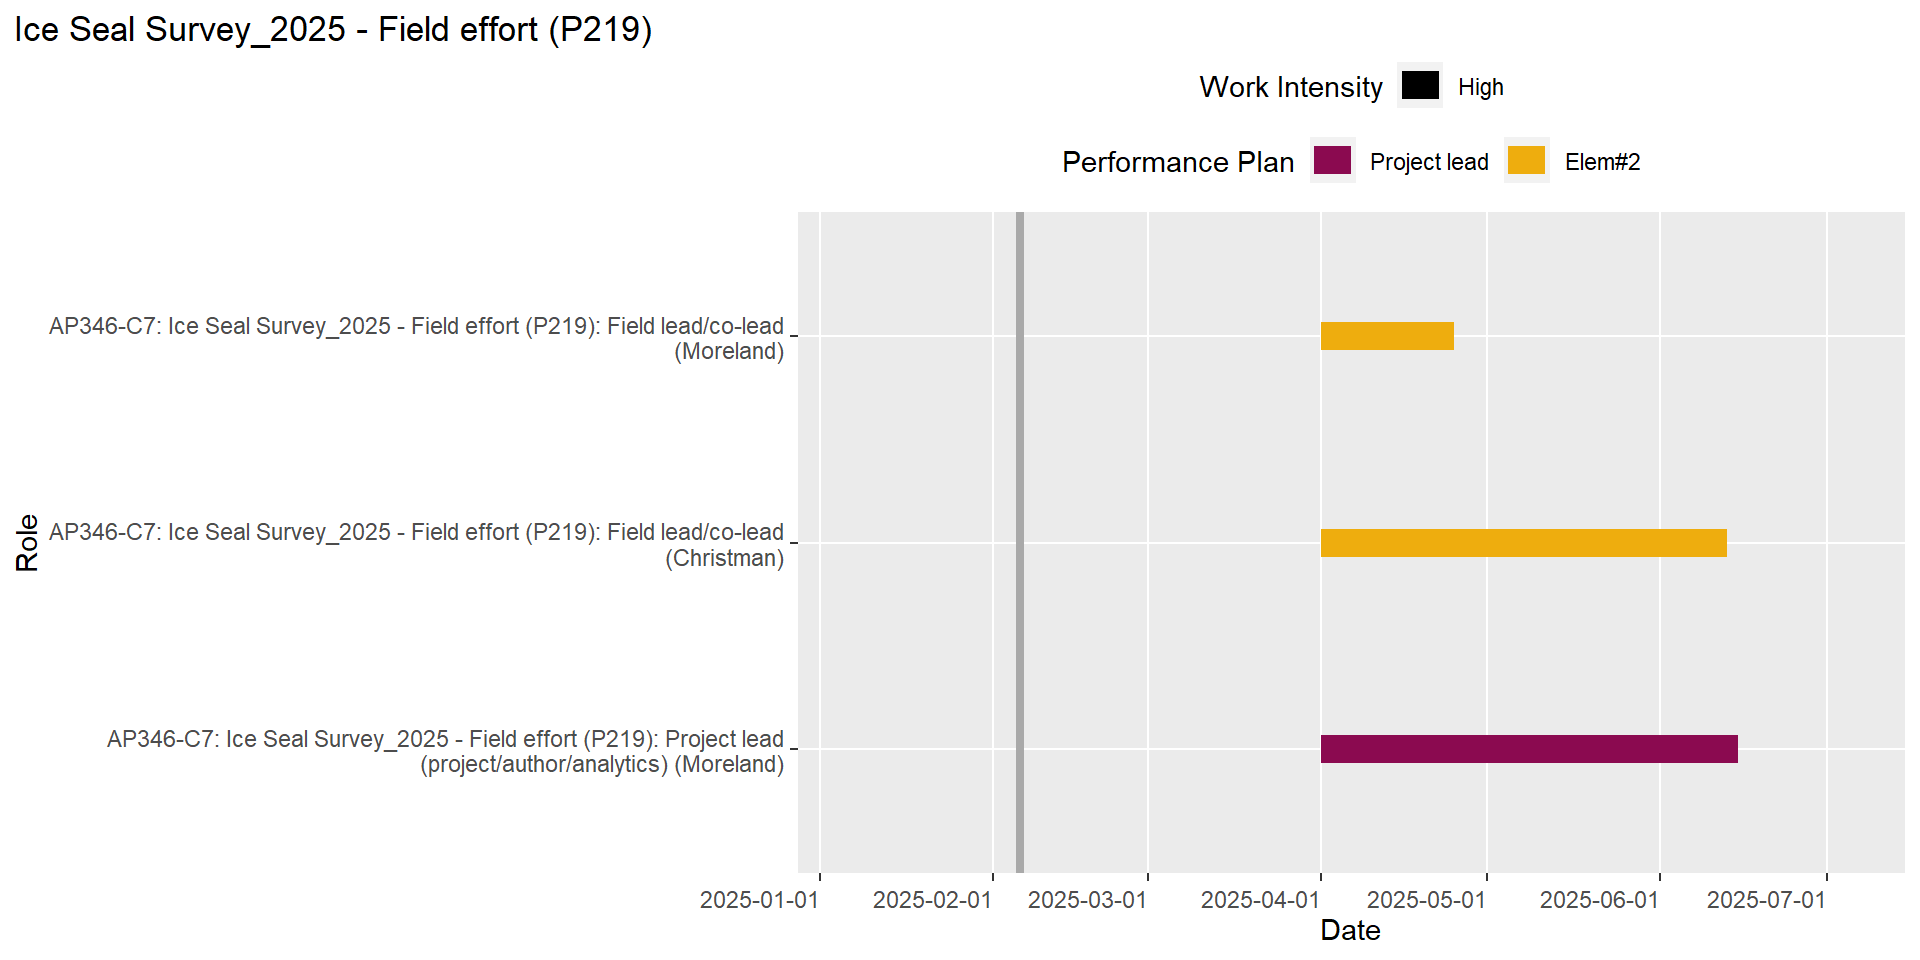 Ice Seal Survey_2025 - Field effort (P219)
Work Intensity High
Performance Plan Project lead Elem#2
AP346-C7: Ice Seal Survey_2025 - Field effort (P219): Field lead/co-lead
(Moreland)
AP346-C7: Ice Seal Survey_2025 - Field effort (P219): Field lead/co-lead
(Christman)
AP346-C7: Ice Seal Survey_2025 - Field effort (P219): Project lead
(project/author/analytics) (Moreland)
Role
2025-01-01 2025-02-01 2025-03-01 2025-04-01 2025-05-01 2025-06-01 2025-07-01
Date